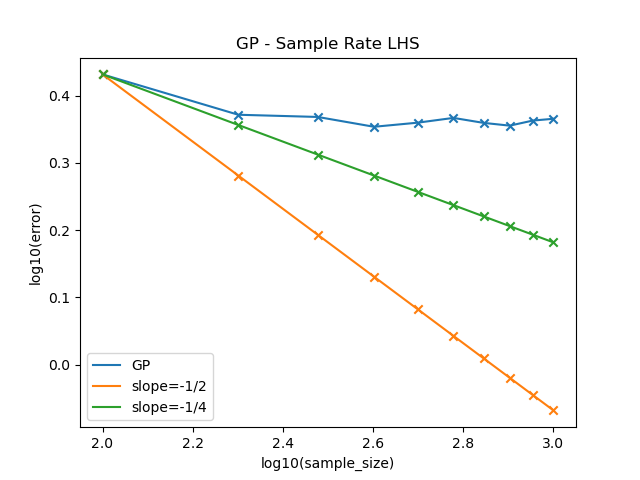 GP - Sample Rate LHS
log10(error)
0.4
0.3
0.2
0.1
0.0
GP
slope=-1/2
slope=-1/4
2.0 2.2 2.4 2.6 2.8 3.0
log10(sample_size)